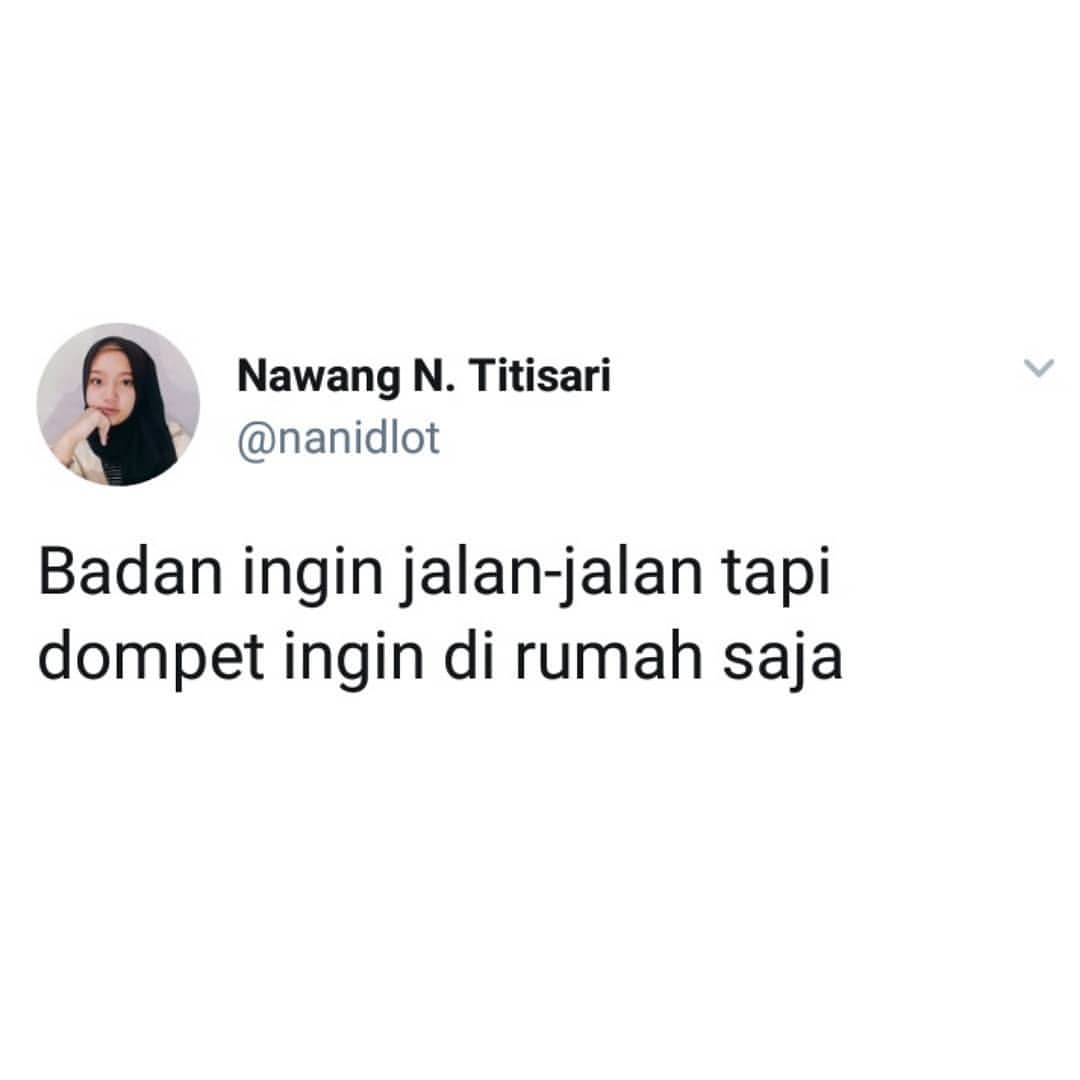 Nawang N. Titisari
@nanidlot
Badan ingin jalan-jalan tapi
dompet ingin di rumah saja